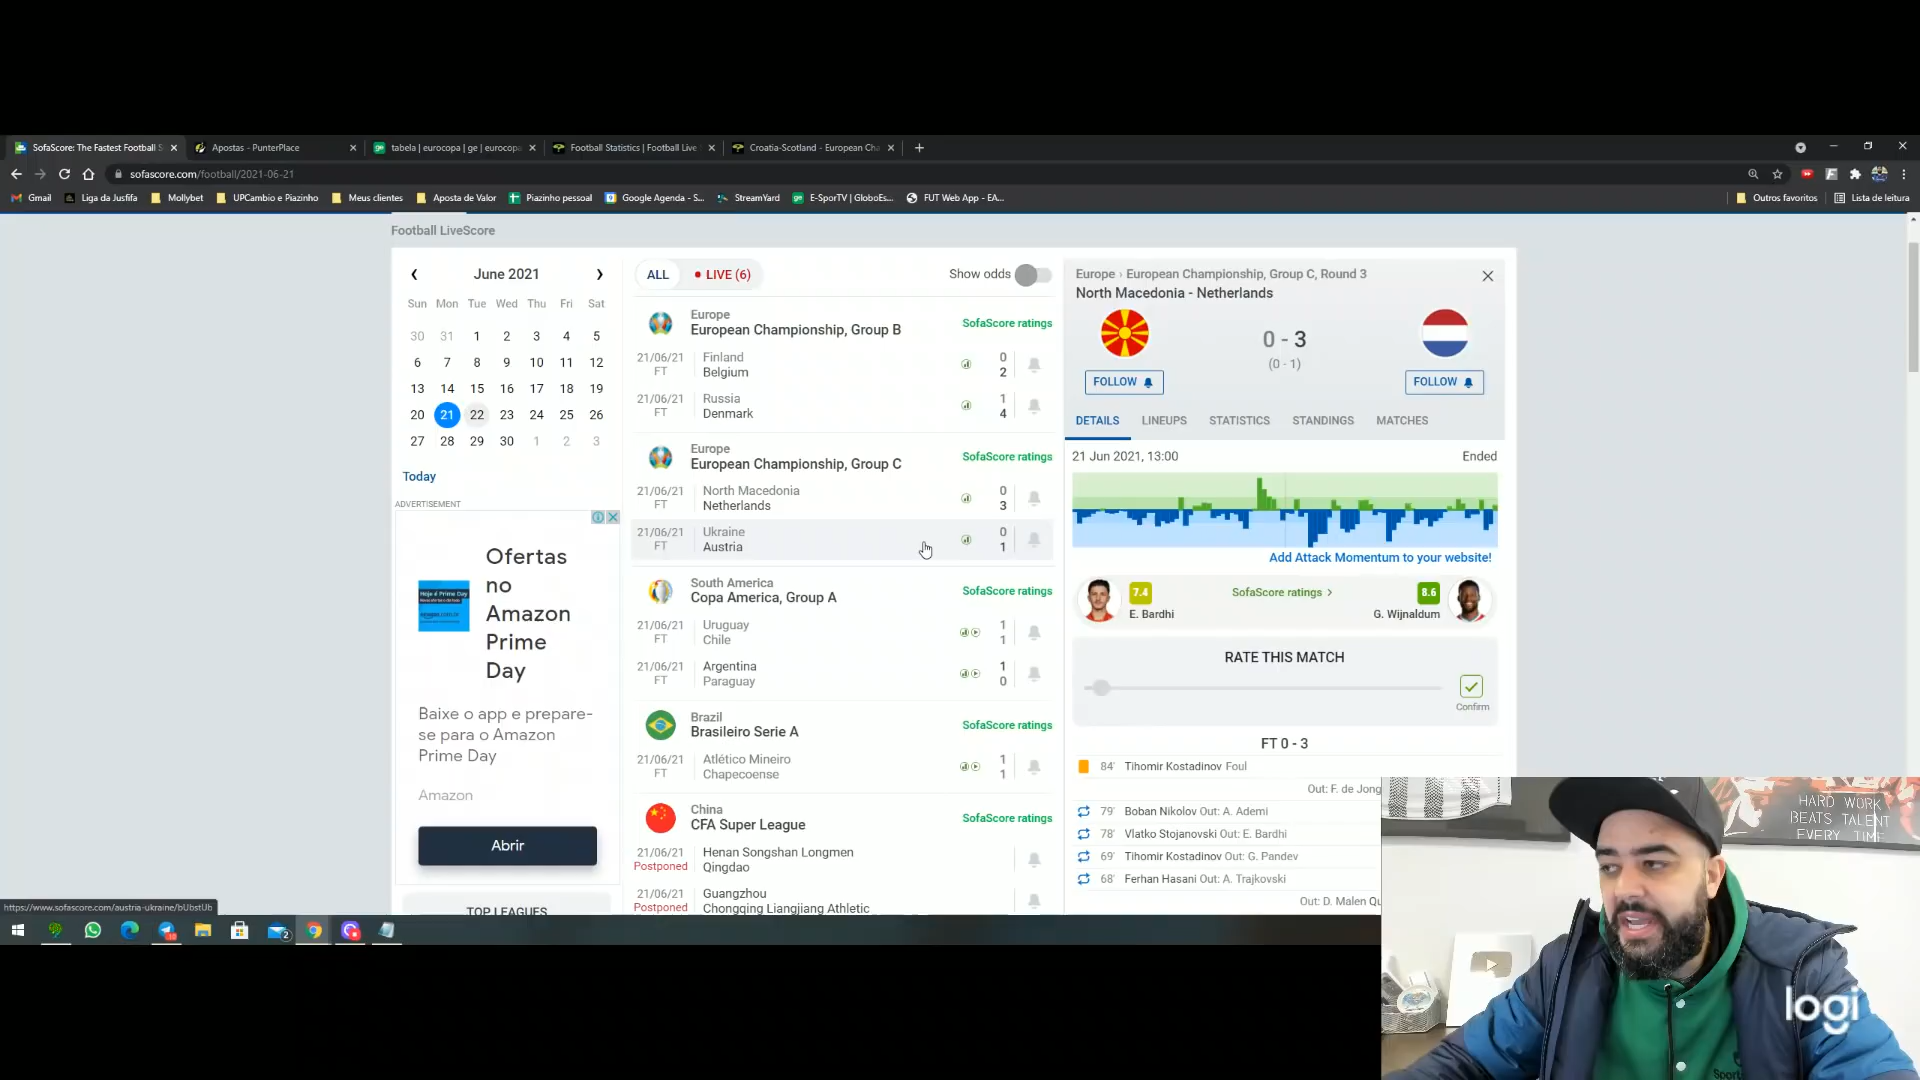 SofaScore: The Fastest Football S
Apostas - PunterPlace
tabela | eurocopa | ge | eurocopa
Football Statistics | Football Live
Croatia-Scotland - European Cha
sofascore.com/football/2021-06-21
Gmail
Liga da Jusfifa
Mollybet
UPCambio e Piazinho
Meus clientes
Aposta de Valor
Piazinho pessoal
Google Agenda - S...
StreamYard
E-SporTV | GloboEs...
FUT Web App - EA...
Outros favoritos
Lista de leitura
Football LiveScore
June 2021
Sun Mon Tue Wed Thu Fri Sat
30 31 1 2 3 4 5
6 7 8 9 10 11 12
13 14 15 16 17 18 19
20 21 22 23 24 25 26
27 28 29 30 1 2 3
Today
ADVERTISEMENT
Hoje é Prime Day
Ofertas
no
Amazon
Prime
Day
Baixe o app e prepare-
se para o Amazon
Prime Day
Amazon
Abrir
TOP LEAGUES
ALL LIVE (6) Show odds
Europe
European Championship, Group B SofaScore ratings
21/06/21 Finland 0
FT Belgium 2
21/06/21 Russia 1
FT Denmark 4
Europe
European Championship, Group C SofaScore ratings
21/06/21 North Macedonia 0
FT Netherlands 3
21/06/21 Ukraine 0
FT Austria 1
South America
Copa America, Group A SofaScore ratings
21/06/21 Uruguay 1
FT Chile 1
21/06/21 Argentina 1
FT Paraguay 0
Brazil
Brasileiro Serie A SofaScore ratings
21/06/21 Atlético Mineiro 1
FT Chapecoense 1
China
CFA Super League SofaScore ratings
21/06/21 Henan Songshan Longmen
Postponed Qingdao
21/06/21 Guangzhou
Postponed Chongqing Liangjiang Athletic
Europe › European Championship, Group C, Round 3
North Macedonia - Netherlands
0 - 3
(0 - 1)
FOLLOW
FOLLOW
DETAILS LINEUPS STATISTICS STANDINGS MATCHES
21 Jun 2021, 13:00 Ended
Add Attack Momentum to your website!
7.4 SofaScore ratings 8.6
E. Bardhi G. Wijnaldum
RATE THIS MATCH
Confirm
FT 0 - 3
84' Tihomir Kostadinov Foul
Out: F. de Jong
79' Boban Nikolov Out: A. Ademi
78' Vlatko Stojanovski Out: E. Bardhi
69' Tihomir Kostadinov Out: G. Pandev
68' Ferhan Hasani Out: A. Trajkovski
Out: D. Malen Qu
https://www.sofascore.com/austria-ukraine/bUbstUb
2
HARD WORK
BEATS TALENT
EVERY TIME
logi
Sport